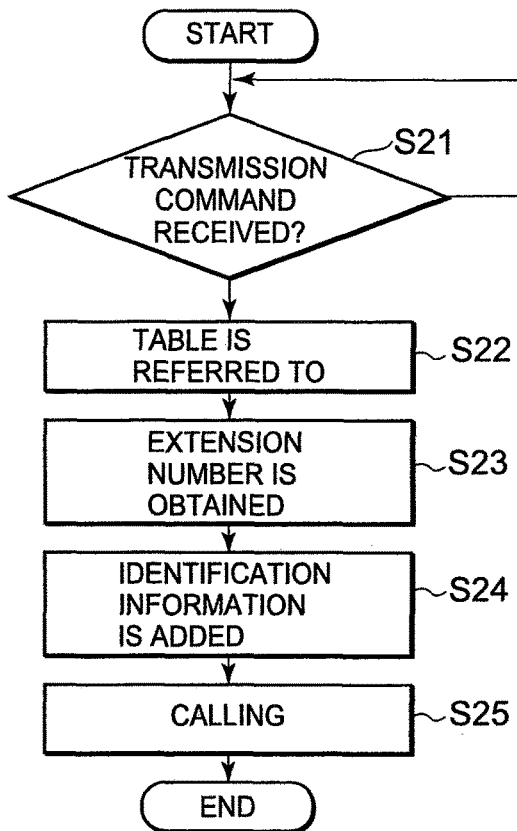 START
S21
TRANSMISSION
COMMAND
RECEIVED?
TABLE IS
REFERRED TO
S22
EXTENSION
NUMBER IS
OBTAINED
S23
IDENTIFICATION
INFORMATION
IS ADDED
S24
CALLING
S25
END